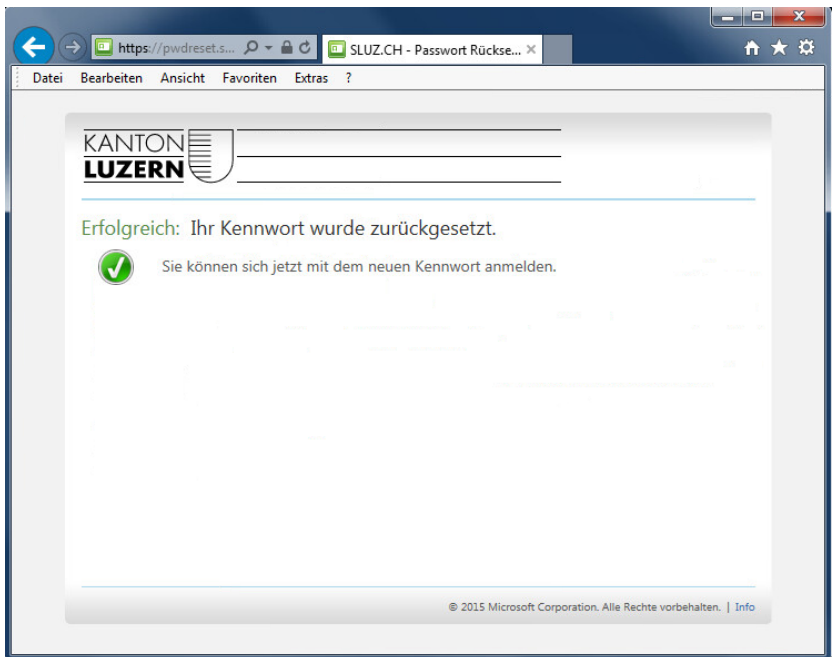 https://pwdreset.s... SLUZ.CH - Passwort Rückse...
Datei Bearbeiten Ansicht Favoriten Extras ?
KANTON
LUZERN
Erfolgreich: Ihr Kennwort wurde zurückgesetzt.
Sie können sich jetzt mit dem neuen Kennwort anmelden.
© 2015 Microsoft Corporation. Alle Rechte vorbehalten. | Info